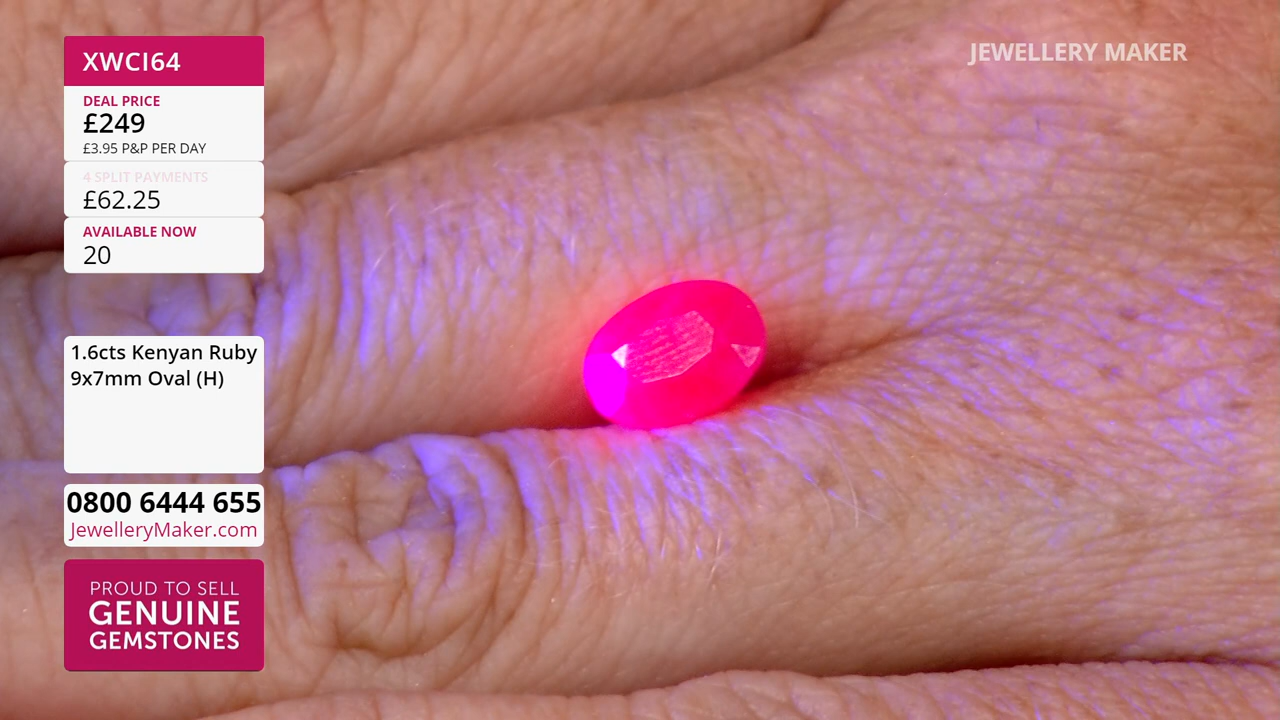 XWCI64
DEAL PRICE
£249
£3.95 P&P PER DAY
4 SPLIT PAYMENTS
£62.25
AVAILABLE NOW
20
1.6cts Kenyan Ruby
9x7mm Oval (H)
0800 6444 655
JewelleryMaker.com
PROUD TO SELL
GENUINE
GEMSTONES
JEWELLERY MAKER